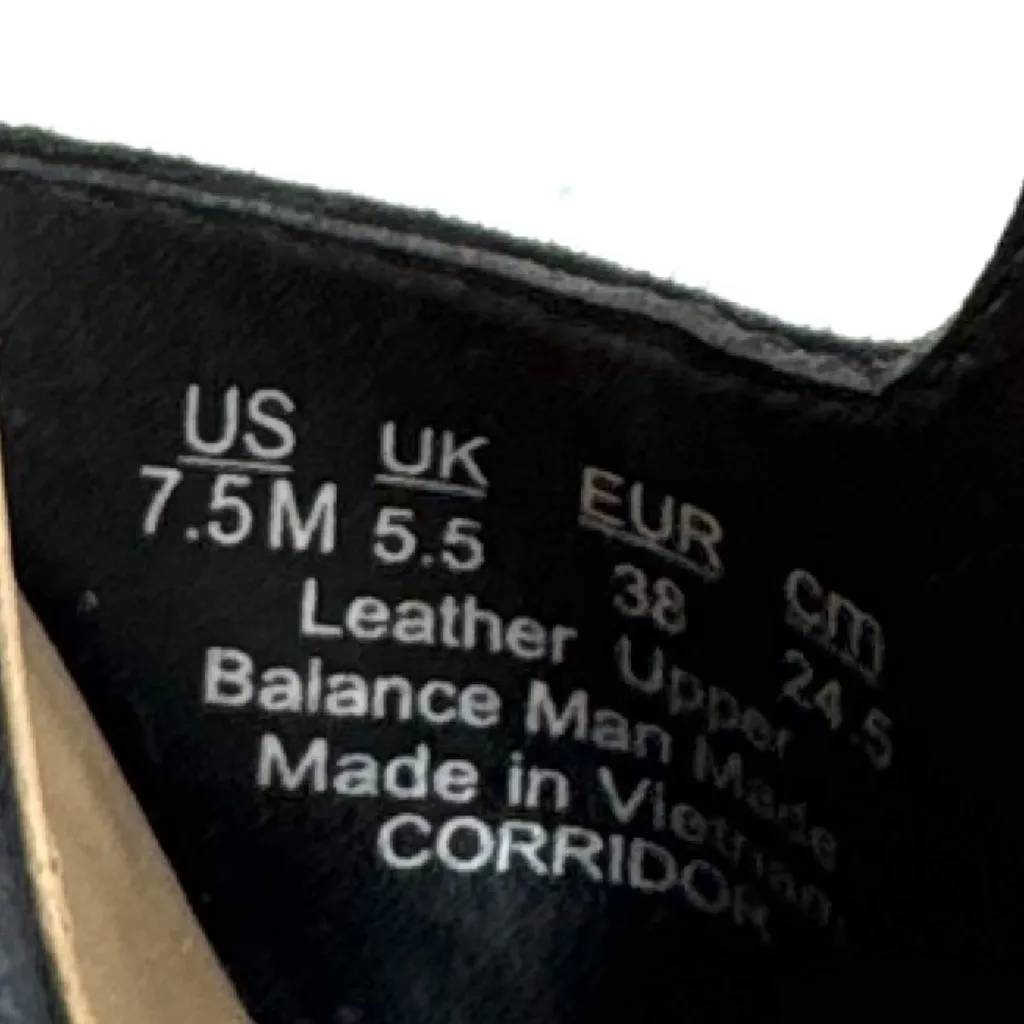 US UK EUR cm
7.5M 5.5 38 24.5
Leather Upper
Balance Man Made
Made in Vietnam
CORRIDOR